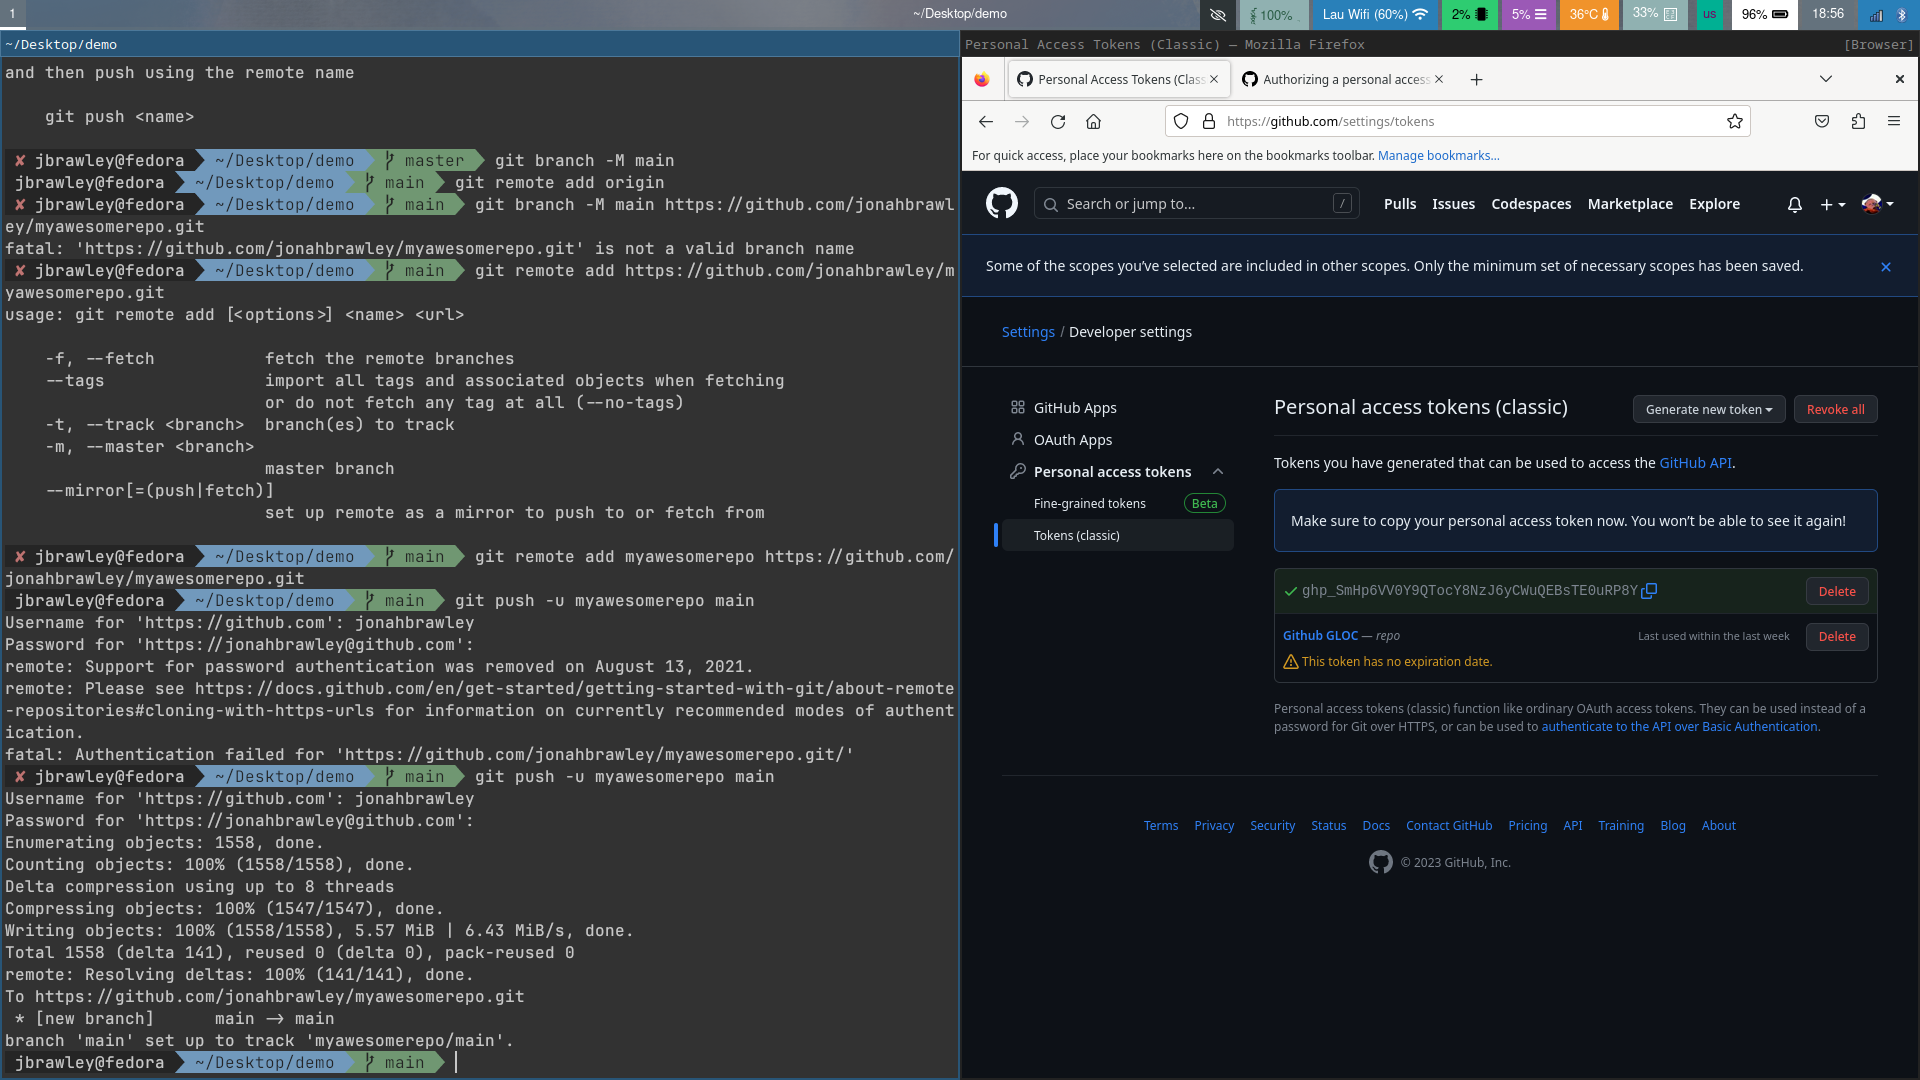 1
~/Desktop/demo
100%
Lau Wifi (60%)
2%
5%
36°C
33%
us
96%
18:56
~/Desktop/demo
and then push using the remote name
git push <name>
✘ jbrawley@fedora ~/Desktop/demo master git branch -M main
jbrawley@fedora ~/Desktop/demo main git remote add origin
✘ jbrawley@fedora ~/Desktop/demo main git branch -M main https://github.com/jonahbrawl
ey/myawesomerepo.git
fatal: 'https://github.com/jonahbrawley/myawesomerepo.git' is not a valid branch name
✘ jbrawley@fedora ~/Desktop/demo main git remote add https://github.com/jonahbrawley/m
yawesomerepo.git
usage: git remote add [<options>] <name> <url>
-f, --fetch fetch the remote branches
--tags import all tags and associated objects when fetching
or do not fetch any tag at all (--no-tags)
-t, --track <branch> branch(es) to track
-m, --master <branch>
master branch
--mirror[=(push|fetch)]
set up remote as a mirror to push to or fetch from
✘ jbrawley@fedora ~/Desktop/demo main git remote add myawesomerepo https://github.com/
jonahbrawley/myawesomerepo.git
jbrawley@fedora ~/Desktop/demo main git push -u myawesomerepo main
Username for 'https://github.com': jonahbrawley
Password for 'https://jonahbrawley@github.com':
remote: Support for password authentication was removed on August 13, 2021.
remote: Please see https://docs.github.com/en/get-started/getting-started-with-git/about-remote
-repositories#cloning-with-https-urls for information on currently recommended modes of authent
ication.
fatal: Authentication failed for 'https://github.com/jonahbrawley/myawesomerepo.git/'
✘ jbrawley@fedora ~/Desktop/demo main git push -u myawesomerepo main
Username for 'https://github.com': jonahbrawley
Password for 'https://jonahbrawley@github.com':
Enumerating objects: 1558, done.
Counting objects: 100% (1558/1558), done.
Delta compression using up to 8 threads
Compressing objects: 100% (1547/1547), done.
Writing objects: 100% (1558/1558), 5.57 MiB | 6.43 MiB/s, done.
Total 1558 (delta 141), reused 0 (delta 0), pack-reused 0
remote: Resolving deltas: 100% (141/141), done.
To https://github.com/jonahbrawley/myawesomerepo.git
* [new branch] main -> main
branch 'main' set up to track 'myawesomerepo/main'.
jbrawley@fedora ~/Desktop/demo main
Personal Access Tokens (Classic) — Mozilla Firefox [Browser]
Personal Access Tokens (Clas
Authorizing a personal access
https://github.com/settings/tokens
For quick access, place your bookmarks here on the bookmarks toolbar. Manage bookmarks...
Search or jump to... /
Pulls Issues Codespaces Marketplace Explore
Some of the scopes you’ve selected are included in other scopes. Only the minimum set of necessary scopes has been saved.
Settings / Developer settings
GitHub Apps
OAuth Apps
Personal access tokens
Fine-grained tokens Beta
Tokens (classic)
Personal access tokens (classic)
Generate new token
Revoke all
Tokens you have generated that can be used to access the GitHub API.
Make sure to copy your personal access token now. You won’t be able to see it again!
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 Delete
Github GLOC — repo Last used within the last week Delete
This token has no expiration date.
Personal access tokens (classic) function like ordinary OAuth access tokens. They can be used instead of a
password for Git over HTTPS, or can be used to authenticate to the API over Basic Authentication.
Terms Privacy Security Status Docs Contact GitHub Pricing API Training Blog About
© 2023 GitHub, Inc.